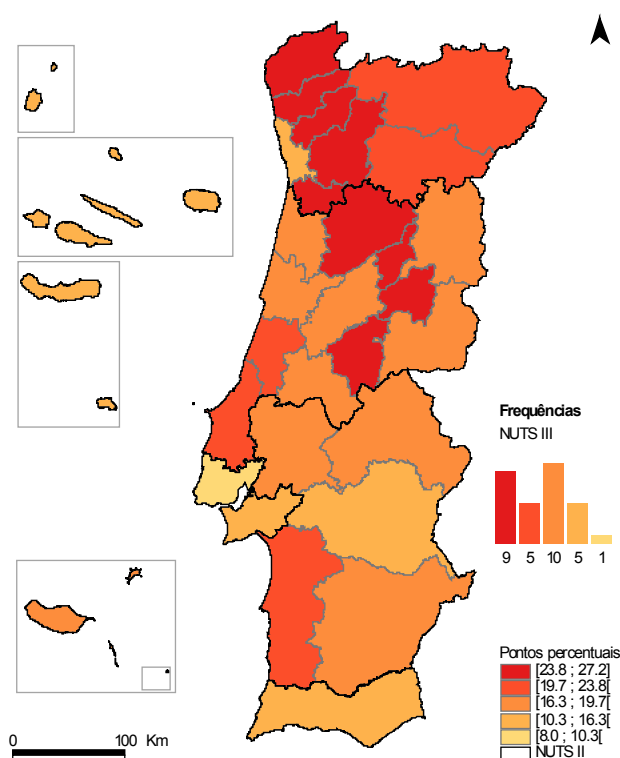 Frequências
NUTS III
9 5 10 5 1
Pontos percentuais
[23.8 ; 27.2]
[19.7 ; 23.8[
[16.3 ; 19.7[
[10.3 ; 16.3[
[8.0 ; 10.3[
NUTS II
0 100 Km